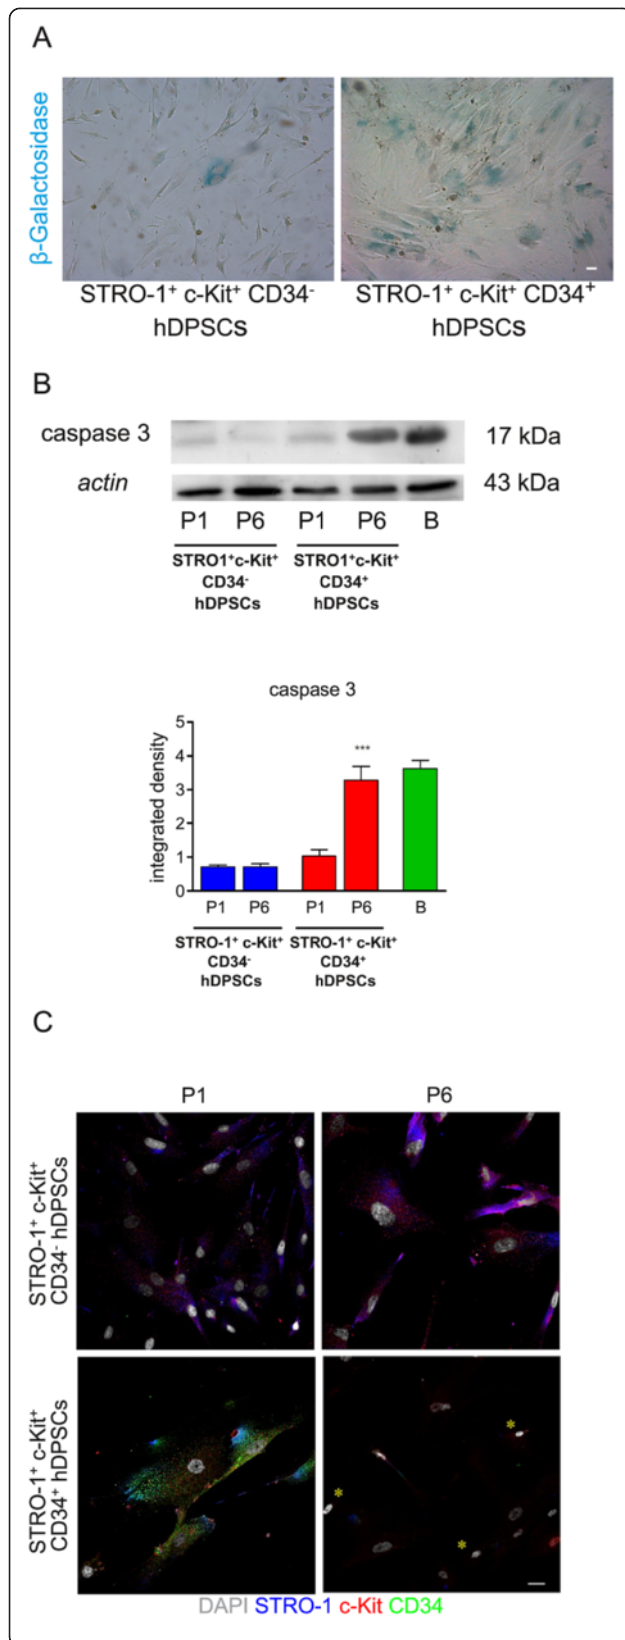 A
β-Galactosidase
STRO-1⁺ c-Kit⁺ CD34⁻
hDPSCs
STRO-1⁺ c-Kit⁺ CD34⁺
hDPSCs
B
caspase 3
17 kDa
actin
43 kDa
P1 P6 P1 P6 B
STRO1⁺c-Kit⁺
CD34⁻
hDPSCs
STRO1⁺c-Kit⁺
CD34⁺
hDPSCs
caspase 3
integrated density
5
4
3
2
1
0
***
P1 P6 P1 P6 B
STRO-1⁺ c-Kit⁺
CD34⁻
hDPSCs
STRO-1⁺ c-Kit⁺
CD34⁺
hDPSCs
C
P1 P6
STRO-1⁺ c-Kit⁺
CD34⁻ hDPSCs
STRO-1⁺ c-Kit⁺
CD34⁺ hDPSCs
*
*
*
DAPI STRO-1 c-Kit CD34